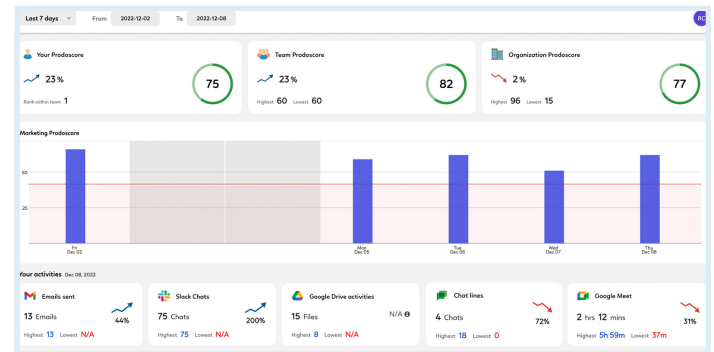 Last 7 days From 2022-12-02 To 2022-12-08 RC
Your Prodoscore Team Prodoscore Organization Prodoscore
23 % 75 23 % 82 2 % 77
Rank within team 1 Highest 60 Lowest 60 Highest 96 Lowest 15
Marketing Prodoscore
50
25
Fri Mon Tue Wed Thu
Dec 02 Dec 05 Dec 06 Dec 07 Dec 08
Your activities Dec 08, 2022
Emails sent Slack Chats Google Drive activities Chat lines Google Meet
13 Emails 44% 75 Chats 200% 15 Files N/A 4 Chats 72% 2 hrs 12 mins 31%
Highest 13 Lowest N/A Highest 75 Lowest N/A Highest 8 Lowest N/A Highest 18 Lowest 0 Highest 5h 59m Lowest 37m